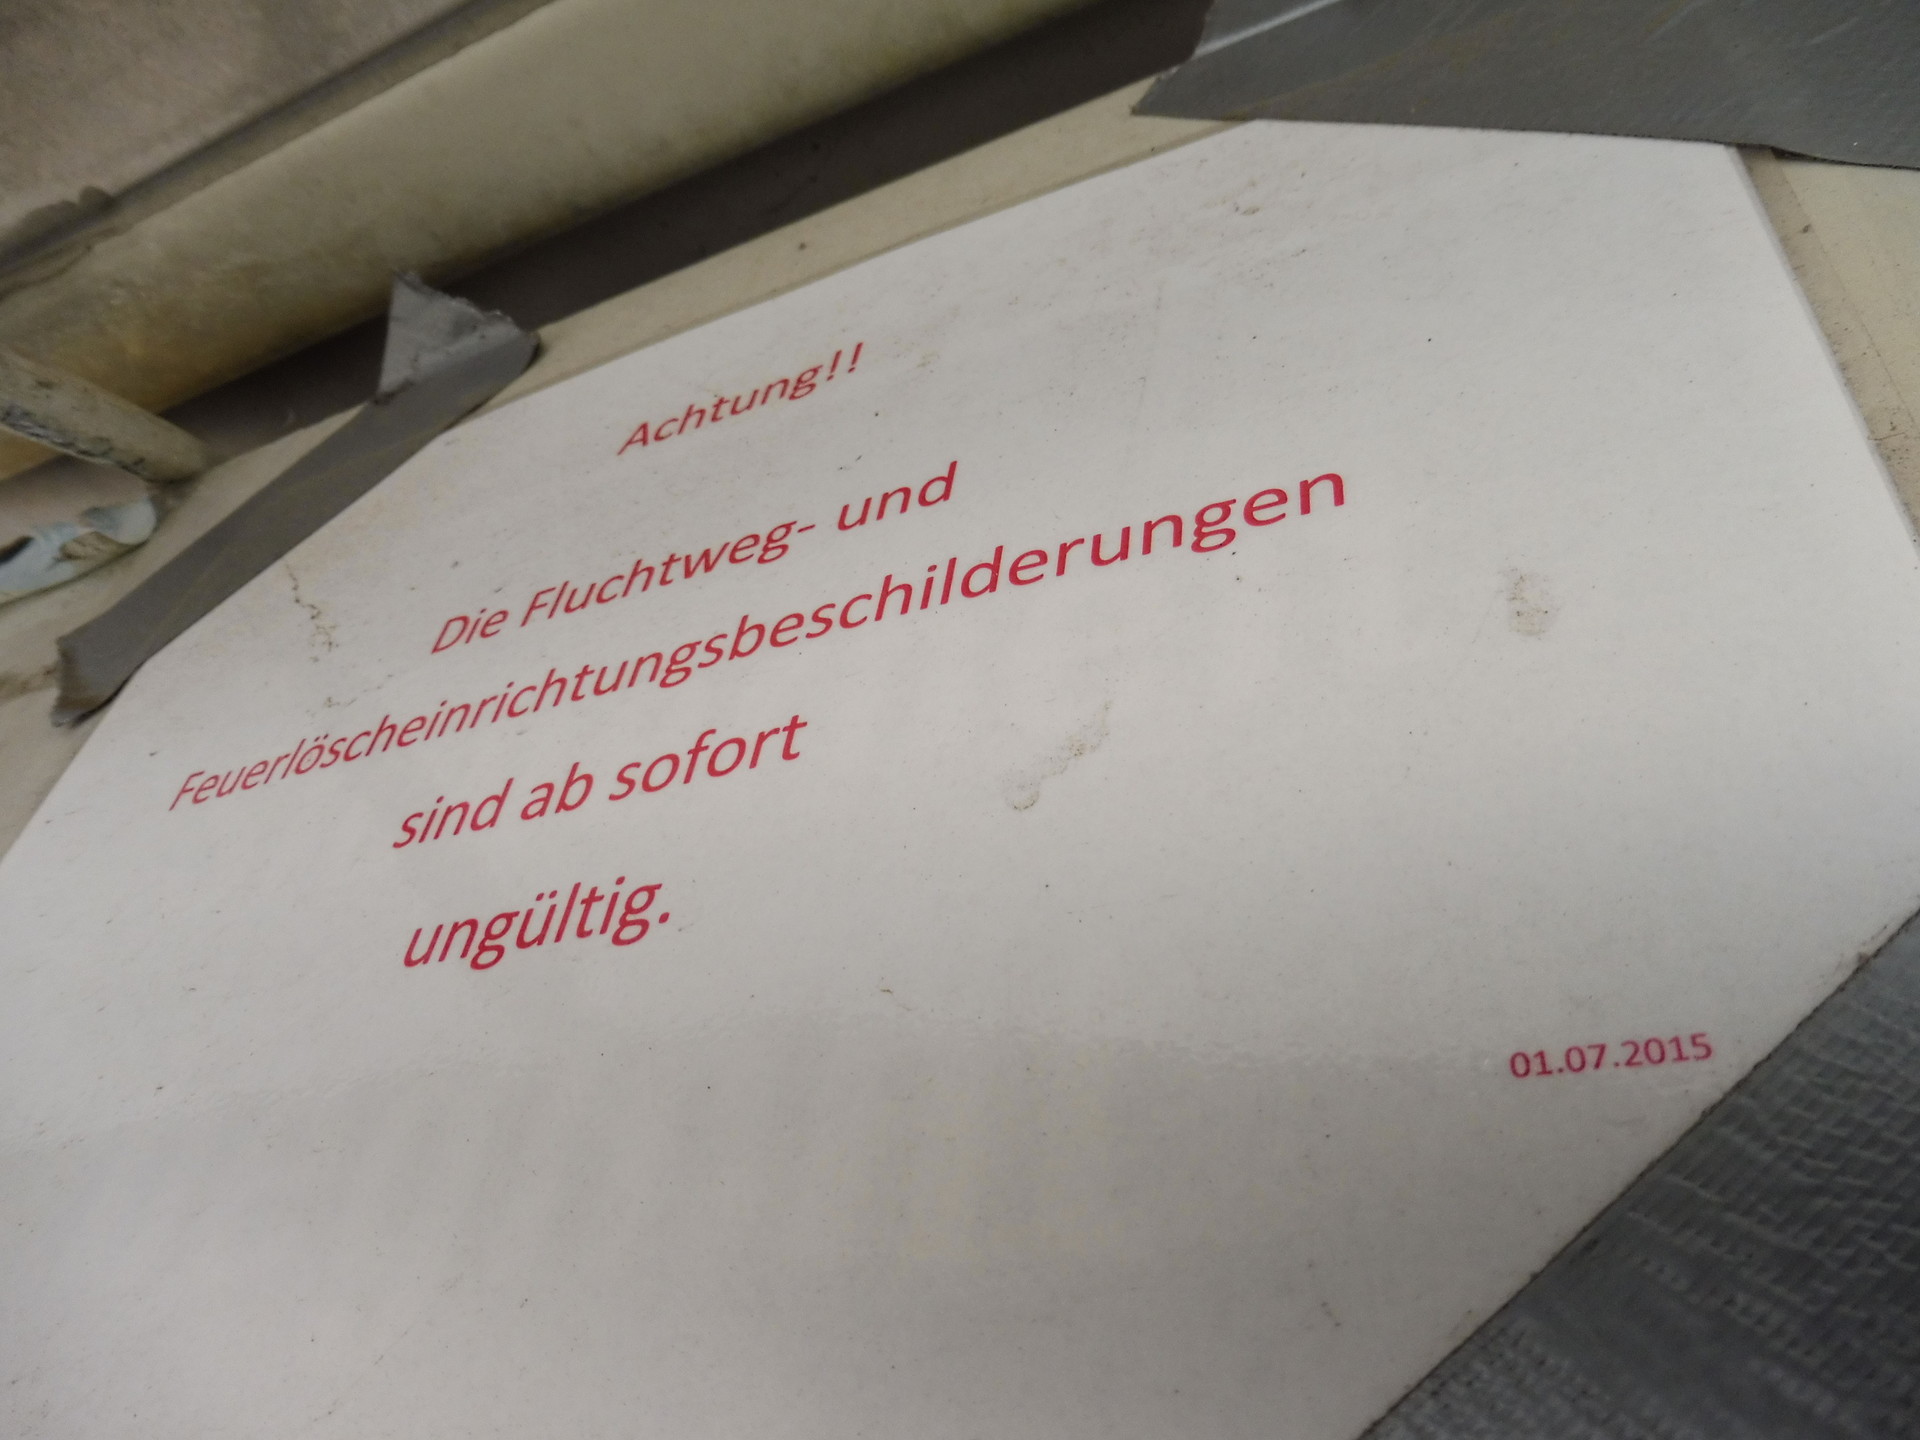 Achtung!!
Die Fluchtweg- und
Feuerlöscheinrichtungsbeschilderungen
sind ab sofort
ungültig.
01.07.2015